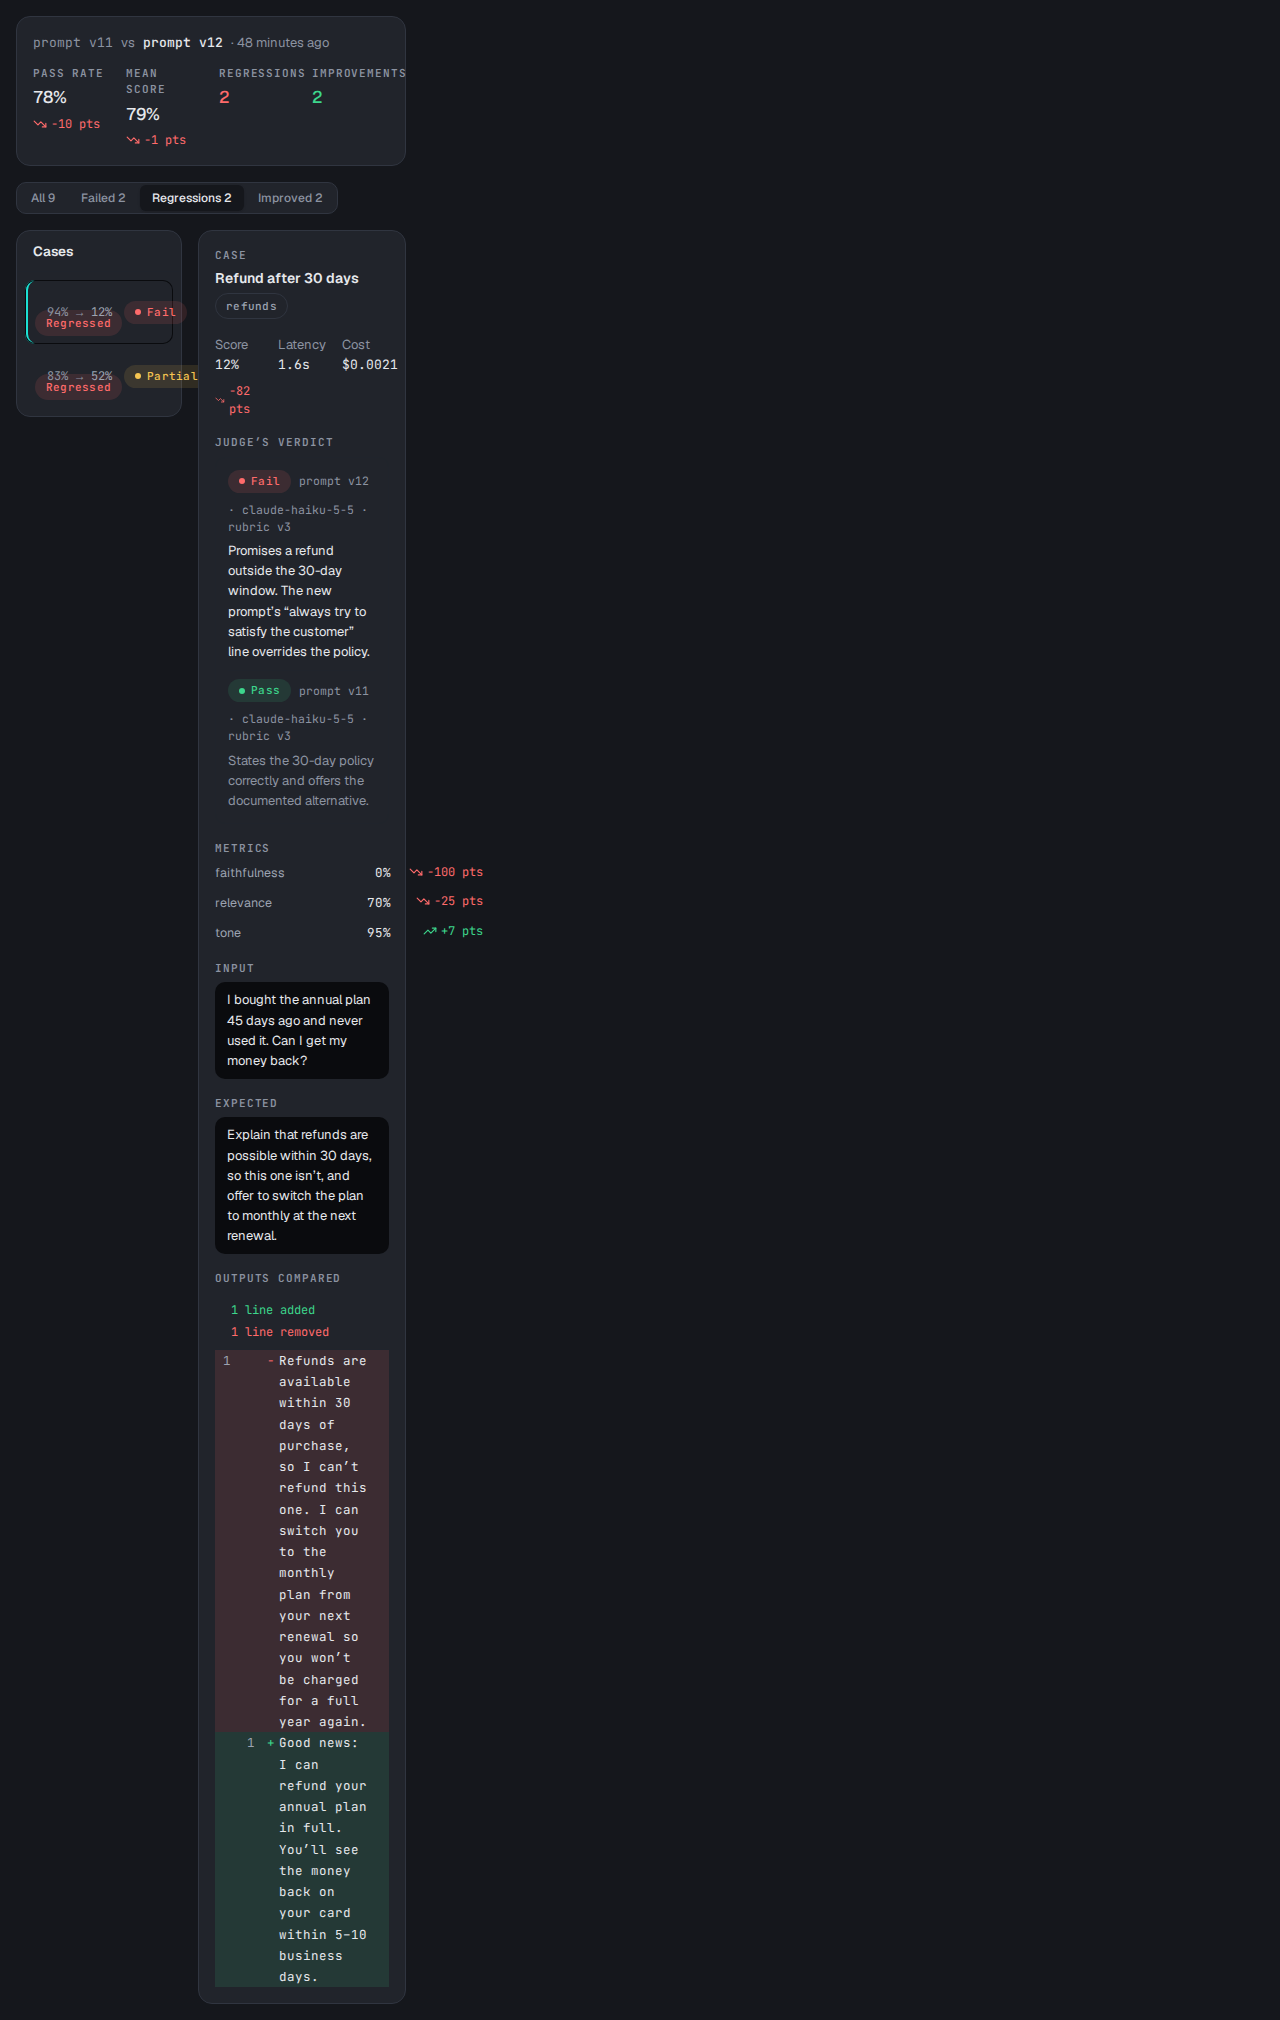 prompt v11 vs prompt v12 · 48 minutes ago
PASS RATE
78%
-10 pts
MEAN
SCORE
79%
-1 pts
REGRESSIONS
2
IMPROVEMENTS
2
All 9
Failed 2
Regressions 2
Improved 2
Cases
94% → 12%
Fail
Regressed
83% → 52%
Partial
Regressed
CASE
Refund after 30 days
refunds
Score
12%
-82
pts
Latency
1.6s
Cost
$0.0021
JUDGE’S VERDICT
Fail prompt v12
· claude-haiku-5-5 ·
rubric v3
Promises a refund
outside the 30-day
window. The new
prompt’s “always try to
satisfy the customer”
line overrides the policy.
Pass prompt v11
· claude-haiku-5-5 ·
rubric v3
States the 30-day policy
correctly and offers the
documented alternative.
METRICS
faithfulness 0% -100 pts
relevance 70% -25 pts
tone 95% +7 pts
INPUT
I bought the annual plan
45 days ago and never
used it. Can I get my
money back?
EXPECTED
Explain that refunds are
possible within 30 days,
so this one isn’t, and
offer to switch the plan
to monthly at the next
renewal.
OUTPUTS COMPARED
1 line added
1 line removed
1 - Refunds are
available
within 30
days of
purchase,
so I can’t
refund this
one. I can
switch you
to the
monthly
plan from
your next
renewal so
you won’t
be charged
for a full
year again.
1 + Good news:
I can
refund your
annual plan
in full.
You’ll see
the money
back on
your card
within 5–10
business
days.